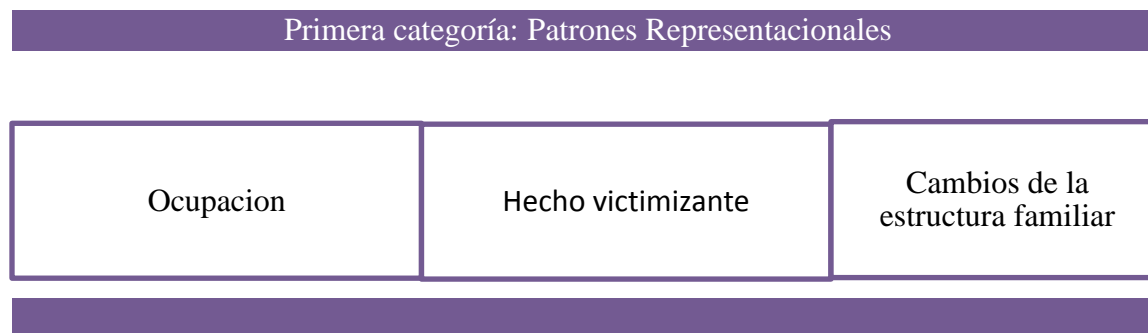 Primera categoría: Patrones Representacionales
Ocupacion
Hecho victimizante
Cambios de la
estructura familiar